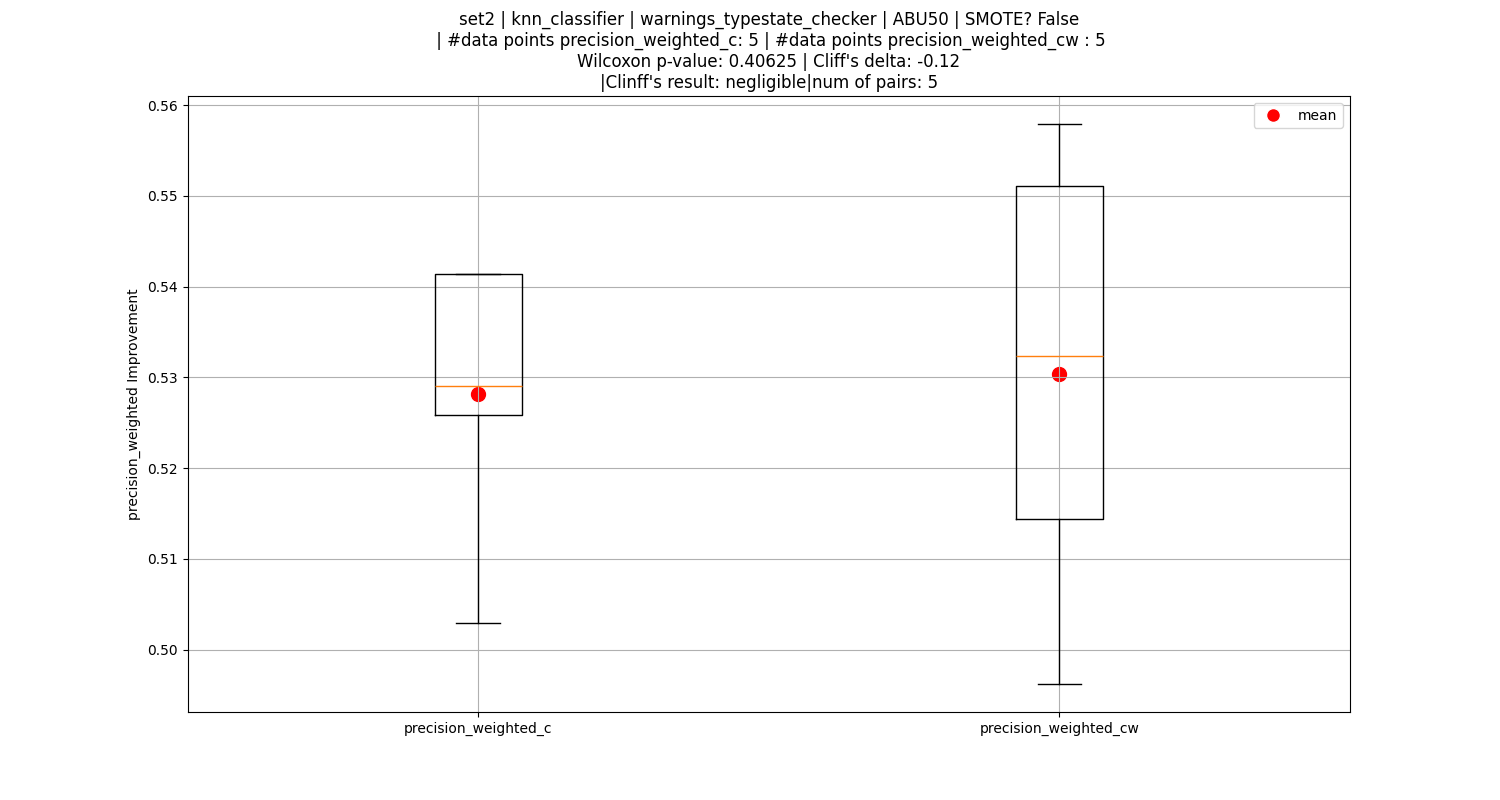 set2 | knn_classifier | warnings_typestate_checker | ABU50 | SMOTE? False
| #data points precision_weighted_c: 5 | #data points precision_weighted_cw : 5
Wilcoxon p-value: 0.40625 | Cliff's delta: -0.12
|Clinff's result: negligible|num of pairs: 5
mean
0.56
0.55
0.54
0.53
0.52
0.51
0.50
precision_weighted Improvement
precision_weighted_c
precision_weighted_cw